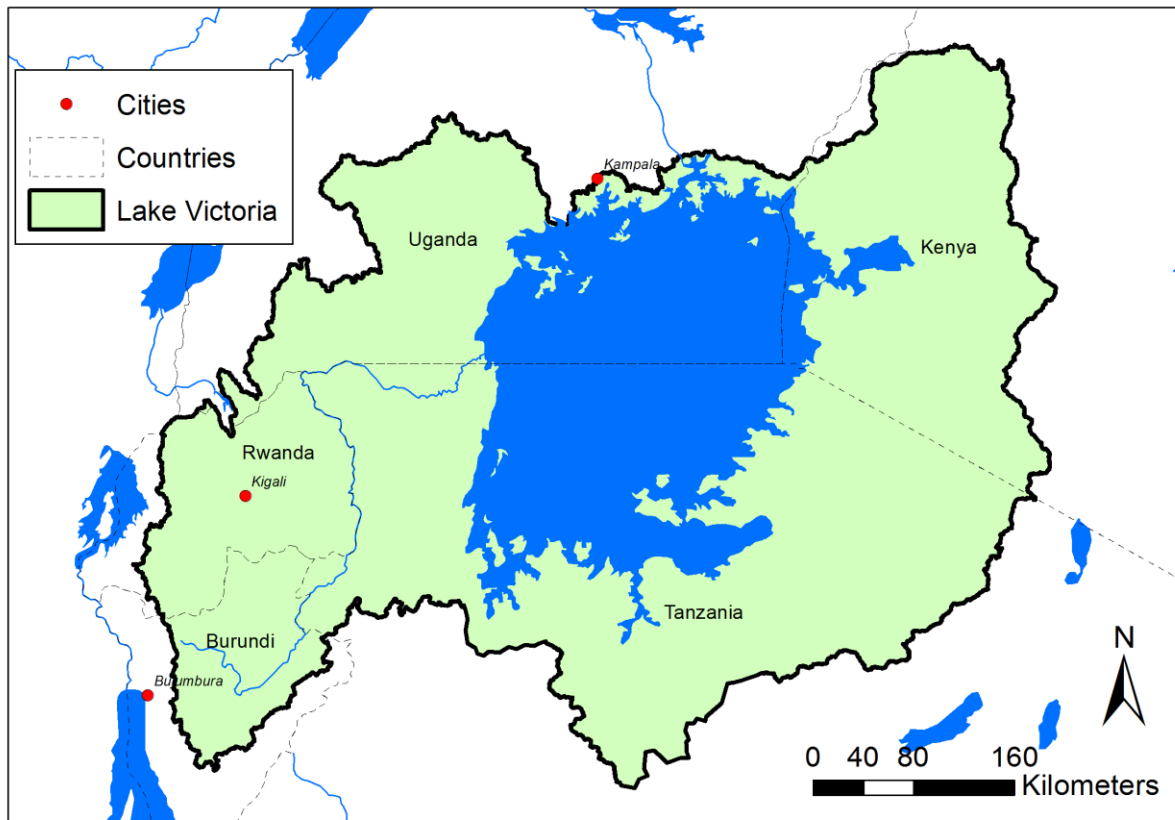 Cities
Countries
Lake Victoria
Kampala
Uganda
Kenya
Rwanda
Kigali
Tanzania
Burundi
Bujumbura
N
0 40 80 160
Kilometers